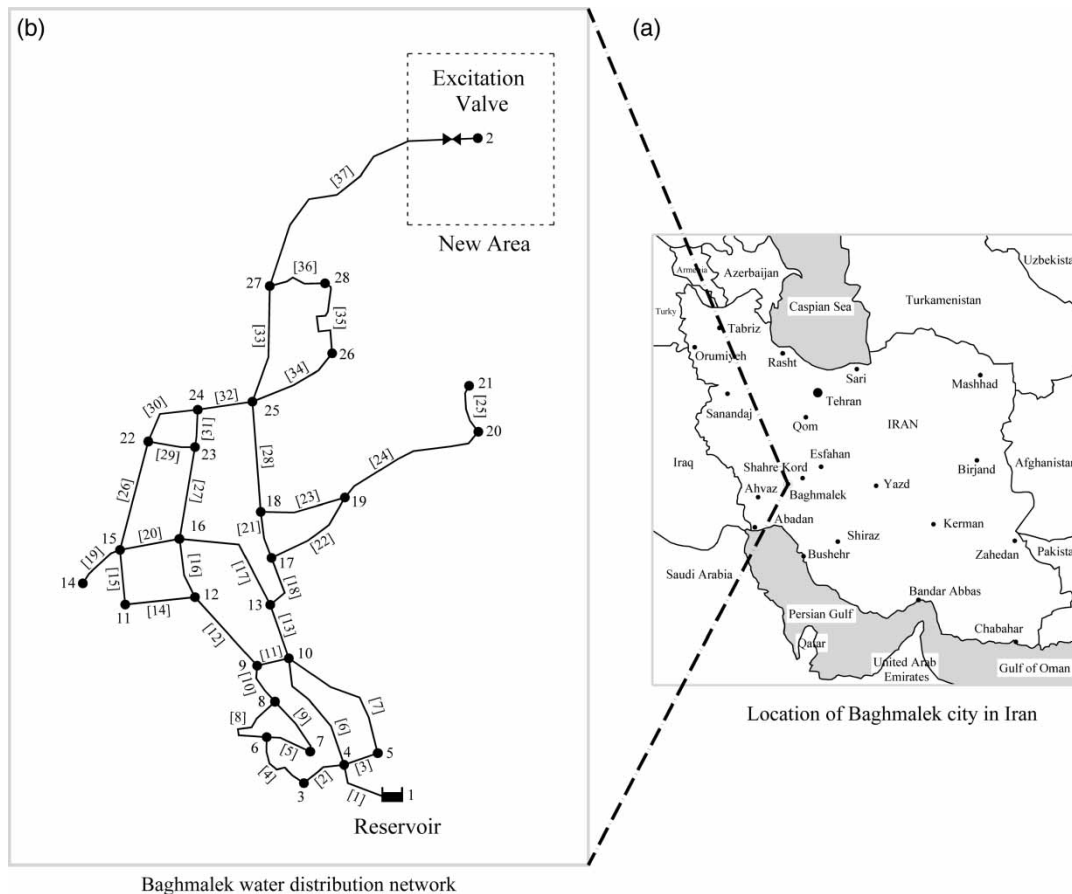 (b)
Excitation
Valve
2
[37]
New Area
[36]
27
28
[33]
[35]
26
[34]
24
[32]
25
21
[30]
[31]
[25]
22
[29]
23
20
[28]
[24]
[26]
[27]
18
[23]
19
15
[20]
16
[21]
[22]
[19]
17
14
[15]
[16]
[17]
[18]
12
13
11
[14]
[12]
[13]
[11]
10
9
[10]
[7]
8
[9]
[6]
[8]
6
[5]
7
4
5
[4]
[2]
[3]
3
[1]
1
Reservoir
Baghmalek water distribution network
(a)
Uzbekista
Armenia
Azerbaijan
Caspian Sea
Turkamenistan
Turky
Tabriz
Orumiyeh
Rasht
Sari
Mashhad
Sanandaj
Tehran
Qom
IRAN
Iraq
Esfahan
Birjand
Afghanistan
Shahre Kord
Ahvaz
Baghmalek
Yazd
Abadan
Kerman
Shiraz
Zahedan
Pakista
Bushehr
Saudi Arabia
Bandar Abbas
Persian Gulf
Chabahar
Qatar
United Arab
Emirates
Gulf of Oman
Location of Baghmalek city in Iran